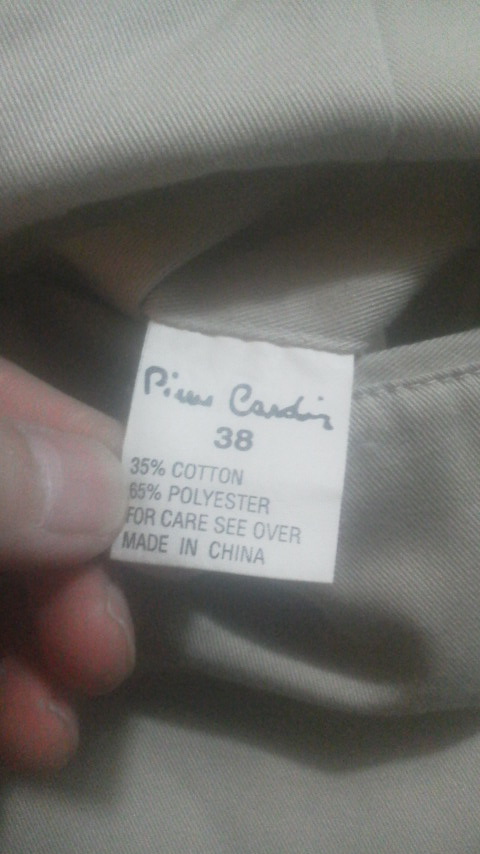 Pierre Cardin
38
35% COTTON
65% POLYESTER
FOR CARE SEE OVER
MADE IN CHINA